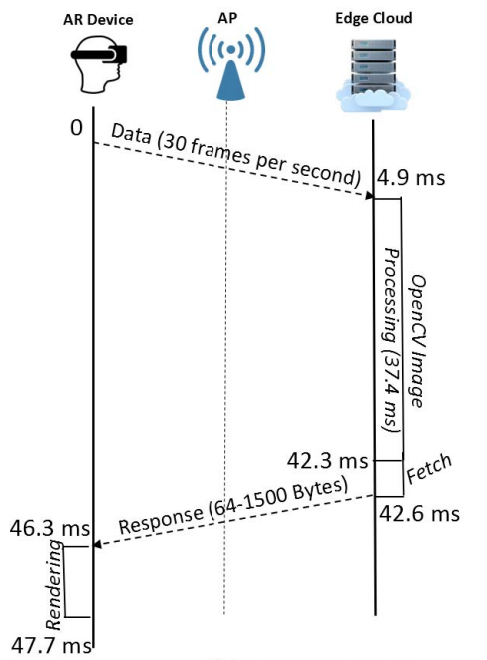 AR Device
AP
Edge Cloud
0
Data (30 frames per second)
4.9 ms
OpenCV Image
Processing (37.4 ms)
42.3 ms
Fetch
Response (64-1500 Bytes)
42.6 ms
46.3 ms
Rendering
47.7 ms